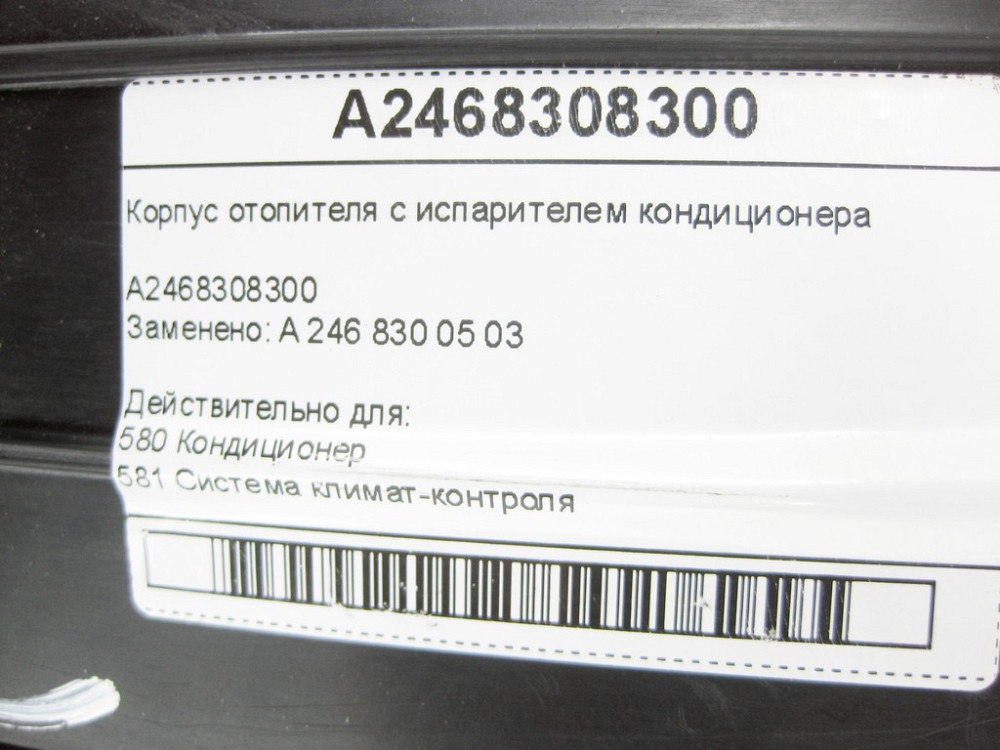 A2468308300
Корпус отопителя с испарителем кондиционера
A2468308300
Заменено: A 246 830 05 03
Действительно для:
580 Кондиционер
581 Система климат-контроля